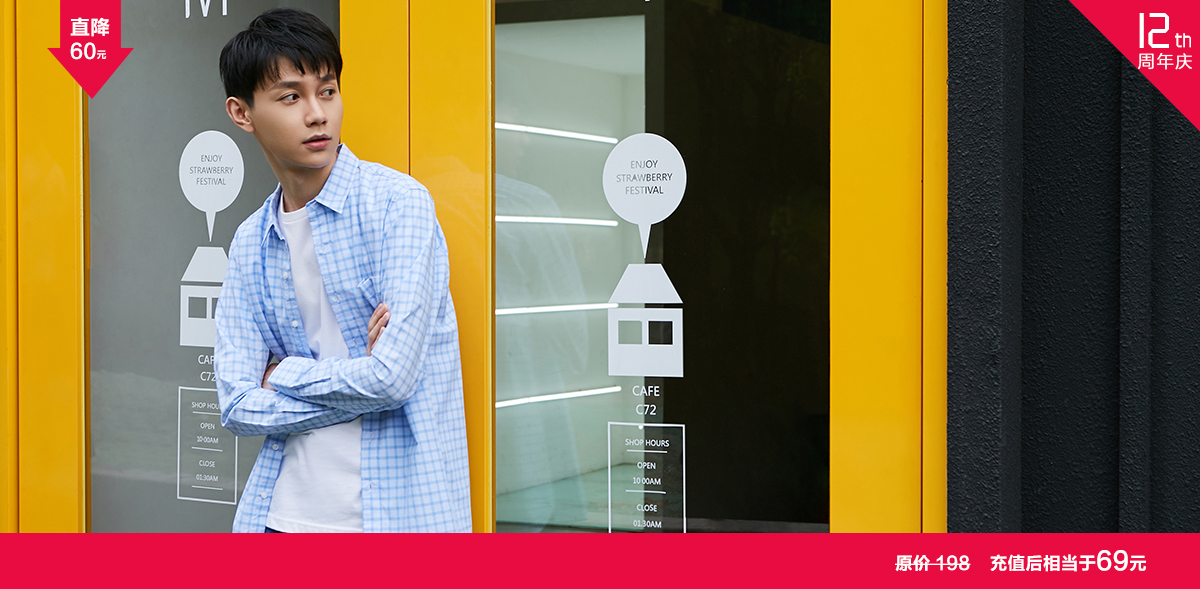 直降
60元
12th
周年庆
ENJOY
STRAWBERRY
FESTIVAL
CAFE
C72
SHOP HOURS
OPEN
10:00AM
CLOSE
01:30AM
ENJOY
STRAWBERRY
FESTIVAL
CAFE
C72
SHOP HOURS
OPEN
10:00AM
CLOSE
01:30AM
原价 198 充值后相当于69元